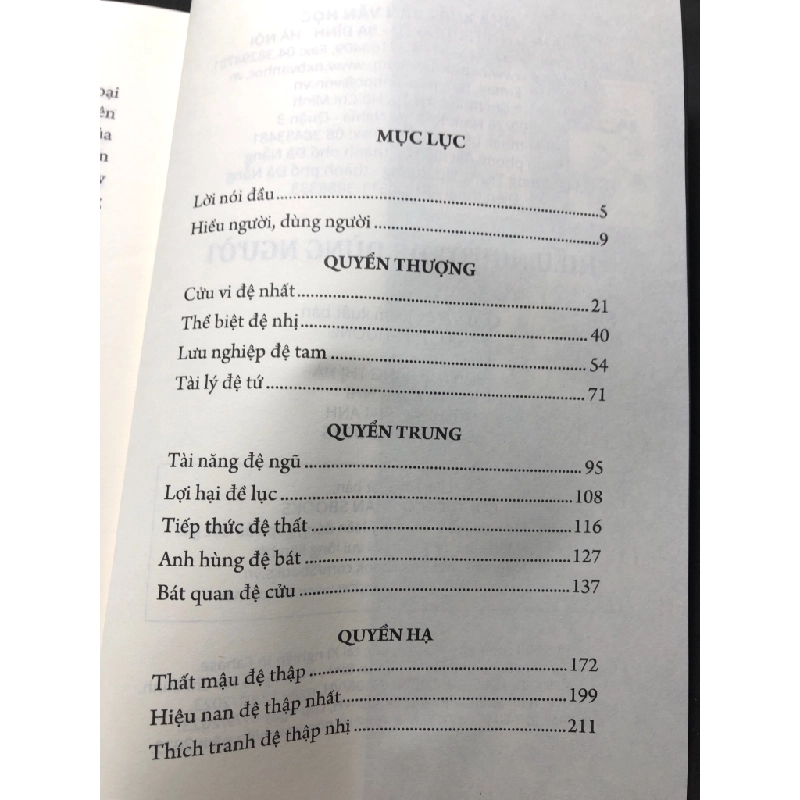 ọại
ên
ủa
MỤC LỤC
Lời nói đầu 5
Hiểu người, dùng người 9
QUYỂN THƯỢNG
Cửu vi đệ nhất 21
Thể biệt đệ nhị 40
Lưu nghiệp đệ tam 54
Tài lý đệ tứ 71
QUYỂN TRUNG
Tài năng đệ ngũ 95
Lợi hại đề lục 108
Tiếp thức đệ thất 116
Anh hùng đệ bát 127
Bát quan đệ cửu 137
QUYỂN HẠ
Thất mậu đệ thập 172
Hiệu nan đệ thập nhất 199
Thích tranh đệ thập nhị 211